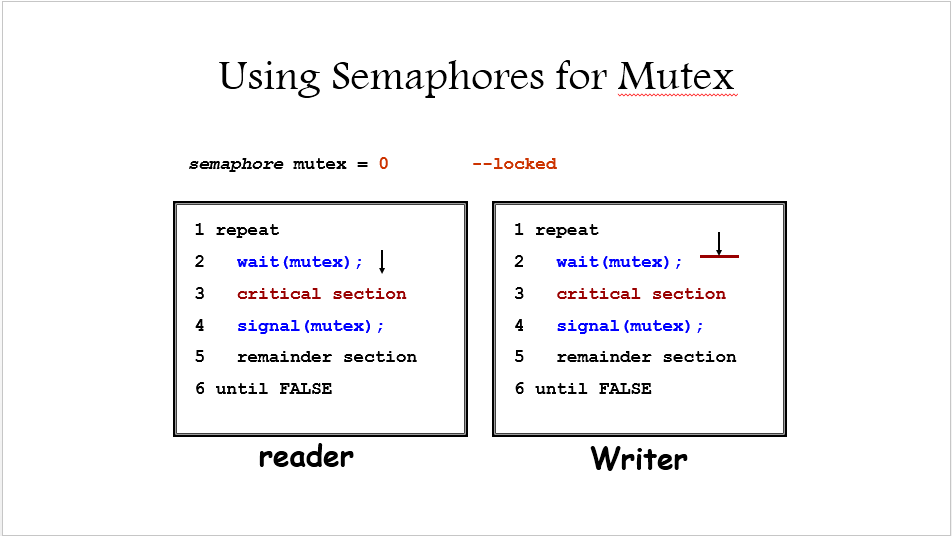 Using Semaphores for Mutex
semaphore mutex = 0 --locked
1 repeat
2 wait(mutex);
3 critical section
4 signal(mutex);
5 remainder section
6 until FALSE
reader
1 repeat
2 wait(mutex);
3 critical section
4 signal(mutex);
5 remainder section
6 until FALSE
Writer